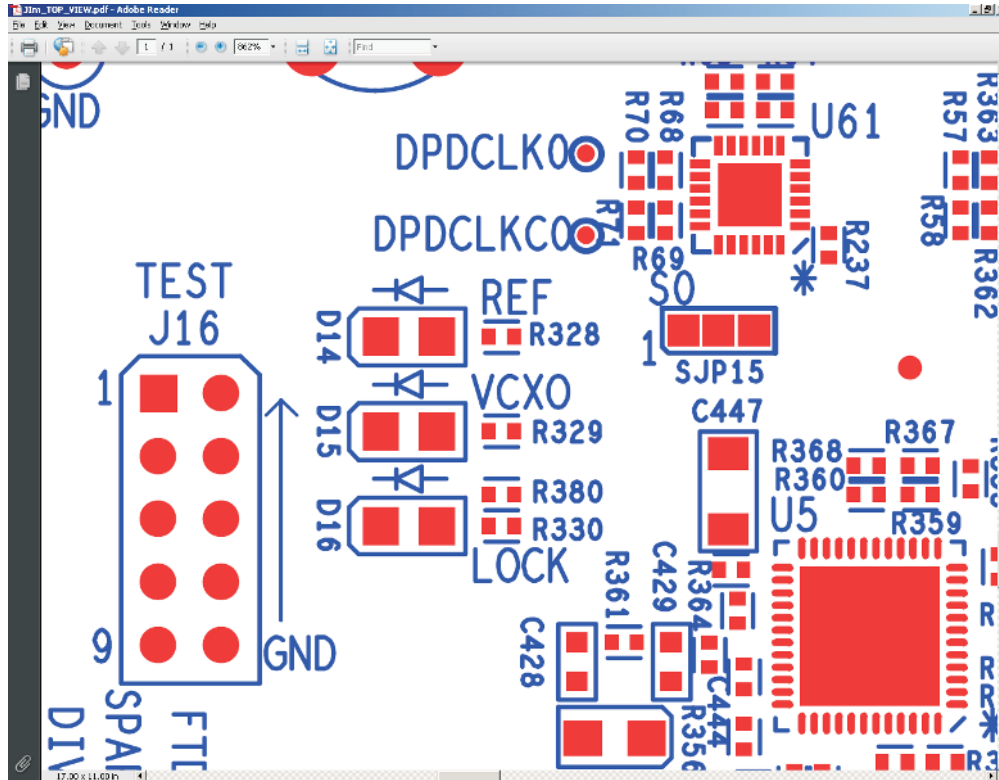 JIm_TOP_VIEW.pdf - Adobe Reader
File Edit View Document Tools Window Help
1 / 1 862% Find
GND
DPDCLK0
DPDCLKC0
R70
R68
R71
R69
U61
R237
R57
R363
R58
R362
S0
1
SJP15
TEST
J16
1
9
GND
D14
REF
R328
D15
VCXO
R329
D16
R380
R330
LOCK
C447
R368
R367
R360
R359
U5
R361
C429
R364
C428
C444
R356
R
R
R
R3
17.00 x 11.00 in